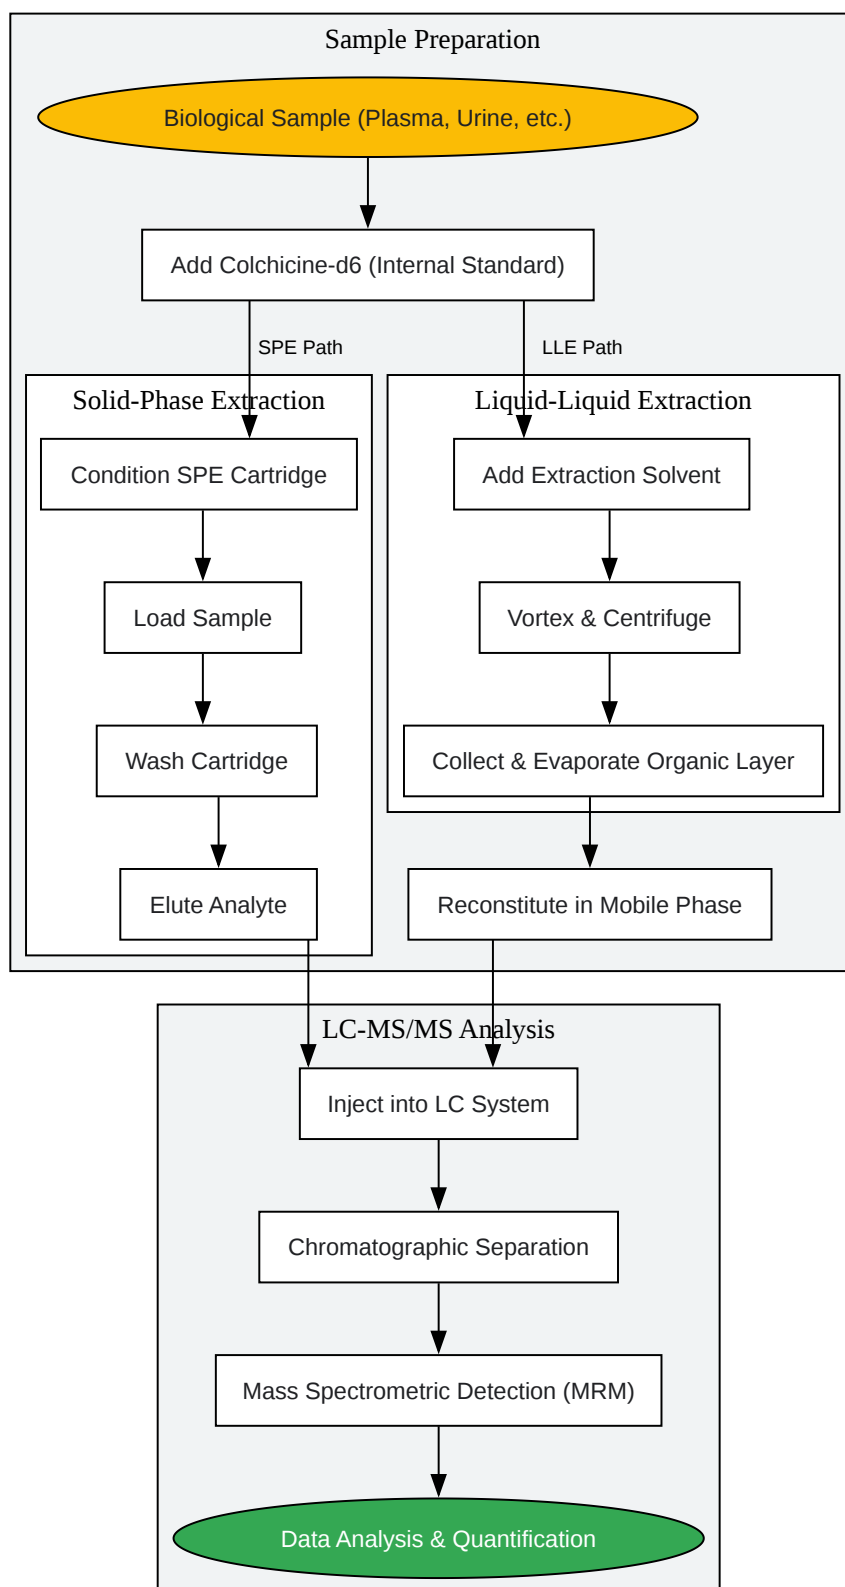 Sample Preparation
Biological Sample (Plasma, Urine, etc.)
Add Colchicine-d6 (Internal Standard)
SPE Path
LLE Path
Solid-Phase Extraction
Condition SPE Cartridge
Load Sample
Wash Cartridge
Elute Analyte
Liquid-Liquid Extraction
Add Extraction Solvent
Vortex & Centrifuge
Collect & Evaporate Organic Layer
Reconstitute in Mobile Phase
LC-MS/MS Analysis
Inject into LC System
Chromatographic Separation
Mass Spectrometric Detection (MRM)
Data Analysis & Quantification